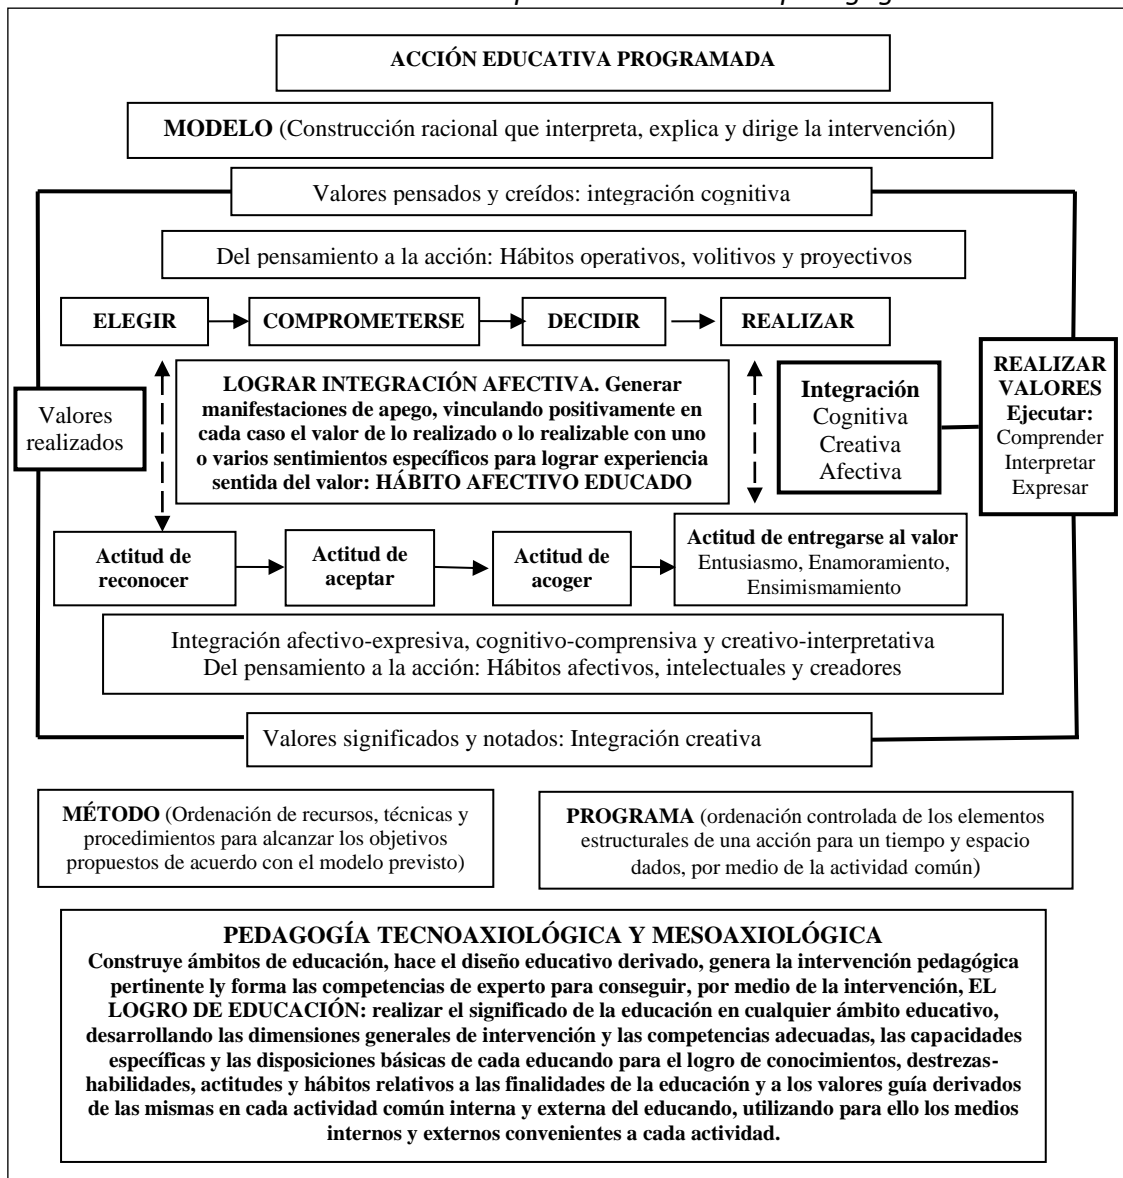 ACCIÓN EDUCATIVA PROGRAMADA
MODELO (Construcción racional que interpreta, explica y dirige la intervención)
Valores pensados y creídos: integración cognitiva
Del pensamiento a la acción: Hábitos operativos, volitivos y proyectivos
ELEGIR
COMPROMETERSE
DECIDIR
REALIZAR
Valores
realizados
LOGRAR INTEGRACIÓN AFECTIVA. Generar
manifestaciones de apego, vinculando positivamente en
cada caso el valor de lo realizado o lo realizable con uno
o varios sentimientos específicos para lograr experiencia
sentida del valor: HÁBITO AFECTIVO EDUCADO
Integración
Cognitiva
Creativa
Afectiva
REALIZAR
VALORES
Ejecutar:
Comprender
Interpretar
Expresar
Actitud de
reconocer
Actitud de
aceptar
Actitud de
acoger
Actitud de entregarse al valor
Entusiasmo, Enamoramiento,
Ensimismamiento
Integración afectivo-expresiva, cognitivo-comprensiva y creativo-interpretativa
Del pensamiento a la acción: Hábitos afectivos, intelectuales y creadores
Valores significados y notados: Integración creativa
MÉTODO (Ordenación de recursos, técnicas y
procedimientos para alcanzar los objetivos
propuestos de acuerdo con el modelo previsto)
PROGRAMA (ordenación controlada de los elementos
estructurales de una acción para un tiempo y espacio
dados, por medio de la actividad común)
PEDAGOGÍA TECNOAXIOLÓGICA Y MESOAXIOLÓGICA
Construye ámbitos de educación, hace el diseño educativo derivado, genera la intervención pedagógica
pertinente ly forma las competencias de experto para conseguir, por medio de la intervención, EL
LOGRO DE EDUCACIÓN: realizar el significado de la educación en cualquier ámbito educativo,
desarrollando las dimensiones generales de intervención y las competencias adecuadas, las capacidades
específicas y las disposiciones básicas de cada educando para el logro de conocimientos, destrezas-
habilidades, actitudes y hábitos relativos a las finalidades de la educación y a los valores guía derivados
de las mismas en cada actividad común interna y externa del educando, utilizando para ello los medios
internos y externos convenientes a cada actividad.